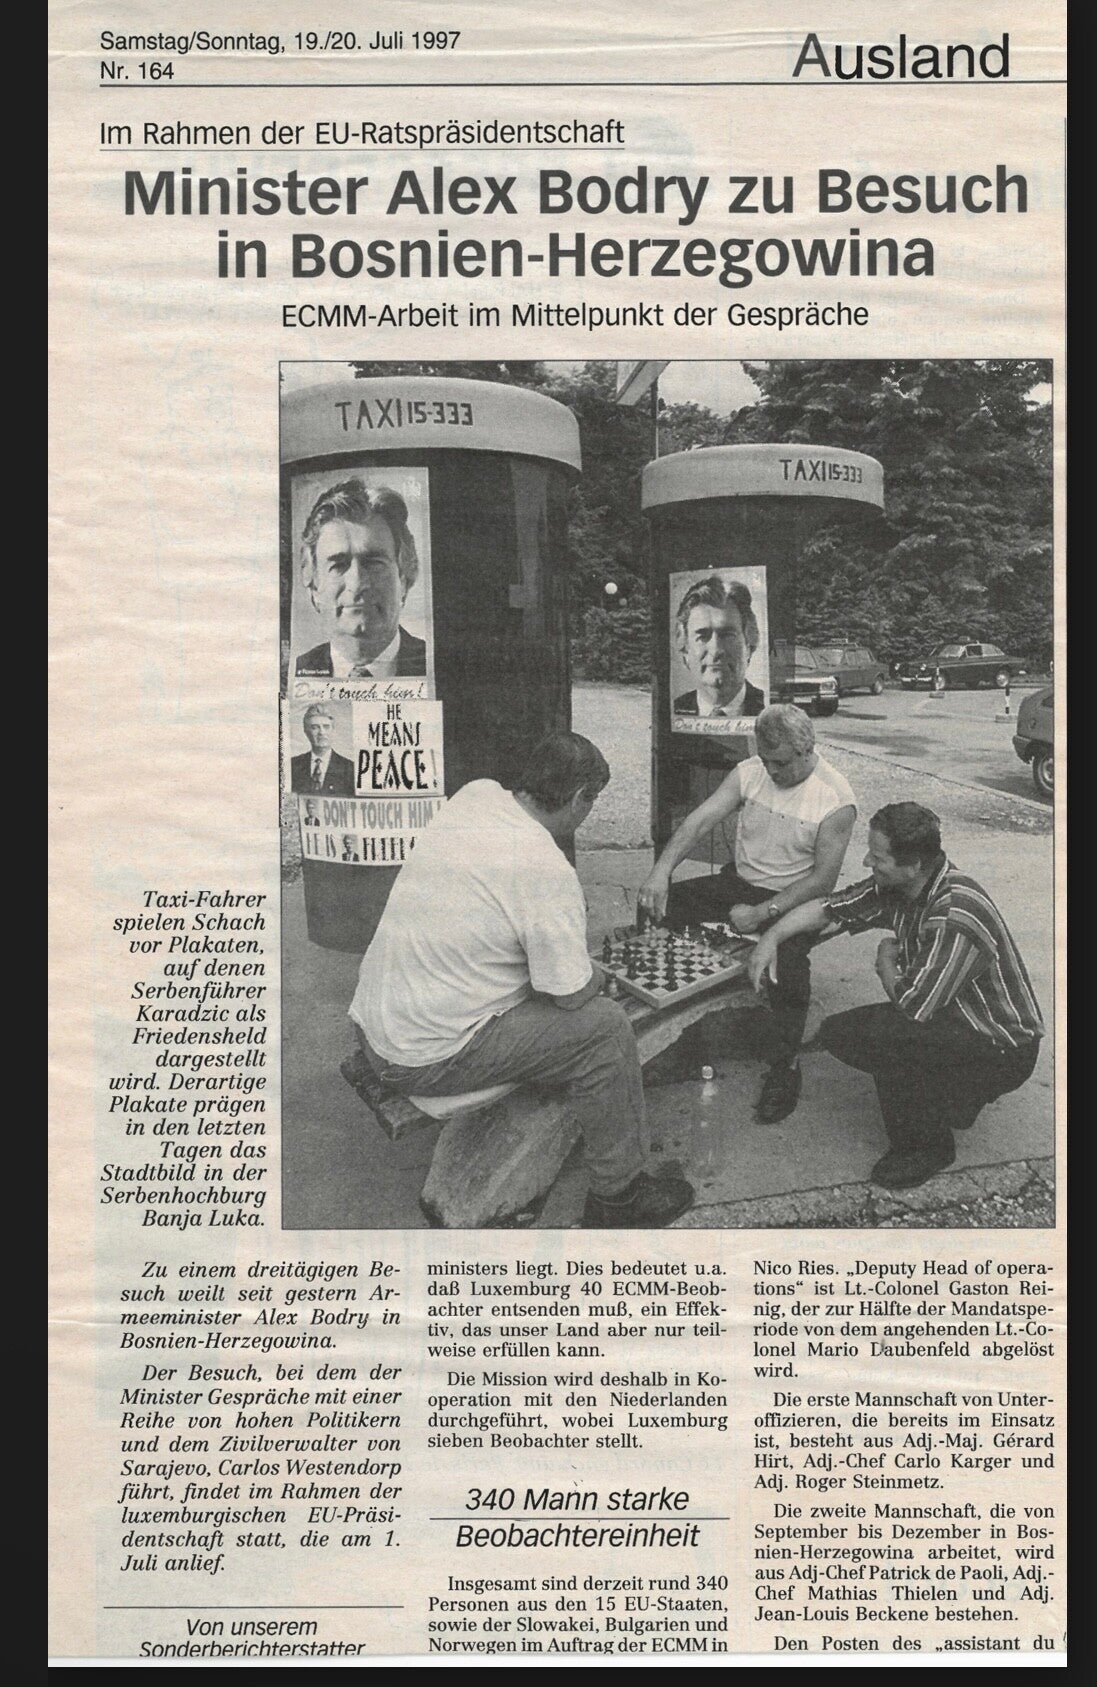 Samstag/Sonntag, 19./20. Juli 1997
Nr. 164
Ausland
Im Rahmen der EU-Ratspräsidentschaft
Minister Alex Bodry zu Besuch
in Bosnien-Herzegowina
ECMM-Arbeit im Mittelpunkt der Gespräche
TAXI 15-333
TAXI 15-333
Don't touch him!
HE
MEANS
PEACE!
DON'T TOUCH HIM!
HE IS
Don't touch him
Taxi-Fahrer
spielen Schach
vor Plakaten,
auf denen
Serbenführer
Karadzic als
Friedensheld
dargestellt
wird. Derartige
Plakate prägen
in den letzten
Tagen das
Stadtbild in der
Serbenhochburg
Banja Luka.
Zu einem dreitägigen Be-
such weilt seit gestern Ar-
meeminister Alex Bodry in
Bosnien-Herzegowina.
Der Besuch, bei dem der
Minister Gespräche mit einer
Reihe von hohen Politikern
und dem Zivilverwalter von
Sarajevo, Carlos Westendorp
führt, findet im Rahmen der
luxemburgischen EU-Präsi-
dentschaft statt, die am 1.
Juli anlief.
Von unserem
Sonderberichterstatter
ministers liegt. Dies bedeutet u.a.
daß Luxemburg 40 ECMM-Beob-
achter entsenden muß, ein Effek-
tiv, das unser Land aber nur teil-
weise erfüllen kann.
Die Mission wird deshalb in Ko-
operation mit den Niederlanden
durchgeführt, wobei Luxemburg
sieben Beobachter stellt.
340 Mann starke
Beobachtereinheit
Insgesamt sind derzeit rund 340
Personen aus den 15 EU-Staaten,
sowie der Slowakei, Bulgarien und
Norwegen im Auftrag der ECMM in
Nico Ries. „Deputy Head of opera-
tions“ ist Lt.-Colonel Gaston Rei-
nig, der zur Hälfte der Mandatspe-
riode von dem angehenden Lt.-Co-
lonel Mario Daubenfeld abgelöst
wird.
Die erste Mannschaft von Unter-
offizieren, die bereits im Einsatz
ist, besteht aus Adj.-Maj. Gérard
Hirt, Adj.-Chef Carlo Karger und
Adj. Roger Steinmetz.
Die zweite Mannschaft, die von
September bis Dezember in Bos-
nien-Herzegowina arbeitet, wird
aus Adj-Chef Patrick de Paoli, Adj.-
Chef Mathias Thielen und Adj.
Jean-Louis Beckene bestehen.
Den Posten des „assistant du